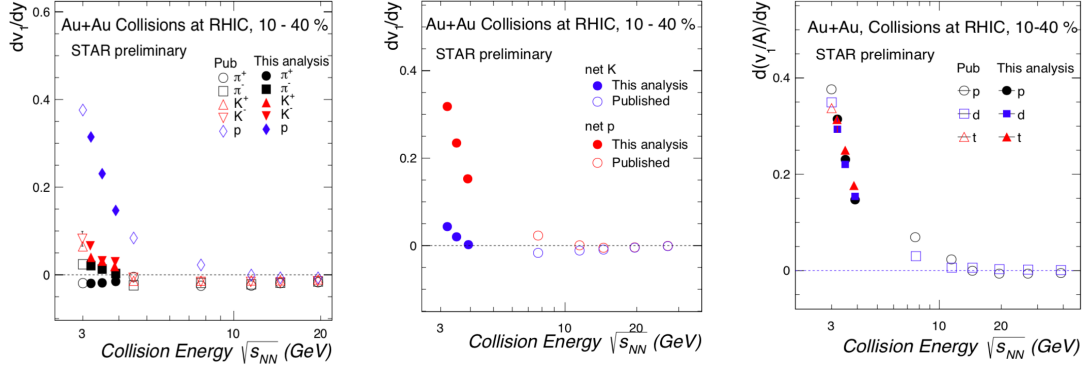 Au+Au Collisions at RHIC, 10 - 40 %
STAR preliminary
dv₁/dy
Pub This analysis
π⁺ π⁺
π⁻ π⁻
K⁺ K⁺
K⁻ K⁻
p p
0.6
0.4
0.2
0
3 10 20
Collision Energy √sNN (GeV)
Au+Au Collisions at RHIC, 10 - 40 %
STAR preliminary
dv₁/dy
net K
This analysis
Published
net p
This analysis
Published
0.4
0.2
0
3 10 20
Collision Energy √sNN (GeV)
Au+Au, Collisions at RHIC, 10-40 %
STAR preliminary
d(v₁/A)/dy
Pub This analysis
p p
d d
t t
0.4
0.2
0
3 10 20
Collision Energy √sNN (GeV)